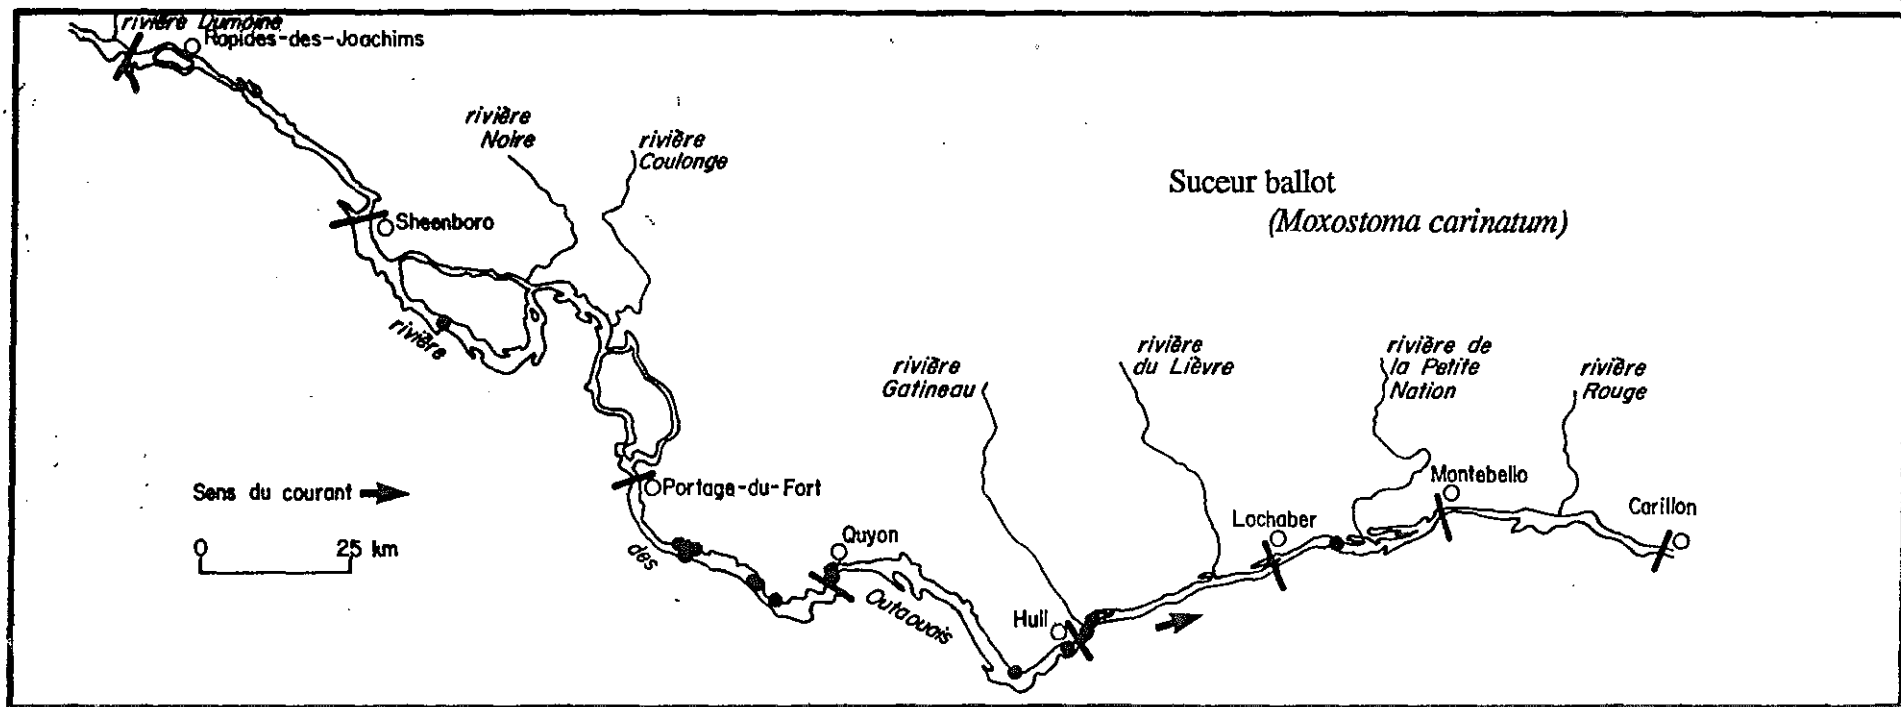 rivière Dumoine
Rapides-des-Joachims
rivière
Noire
rivière
Coulonge
Suceur ballot
(Moxostoma carinatum)
Sheenboro
rivière
rivière
Gatineau
rivière
du Lièvre
rivière de
la Petite
Nation
rivière
Rouge
Sens du courant
Portage-du-Fort
Montebello
Carillon
Lochaber
0 25 km
des
Quyon
Outaouais
Hull